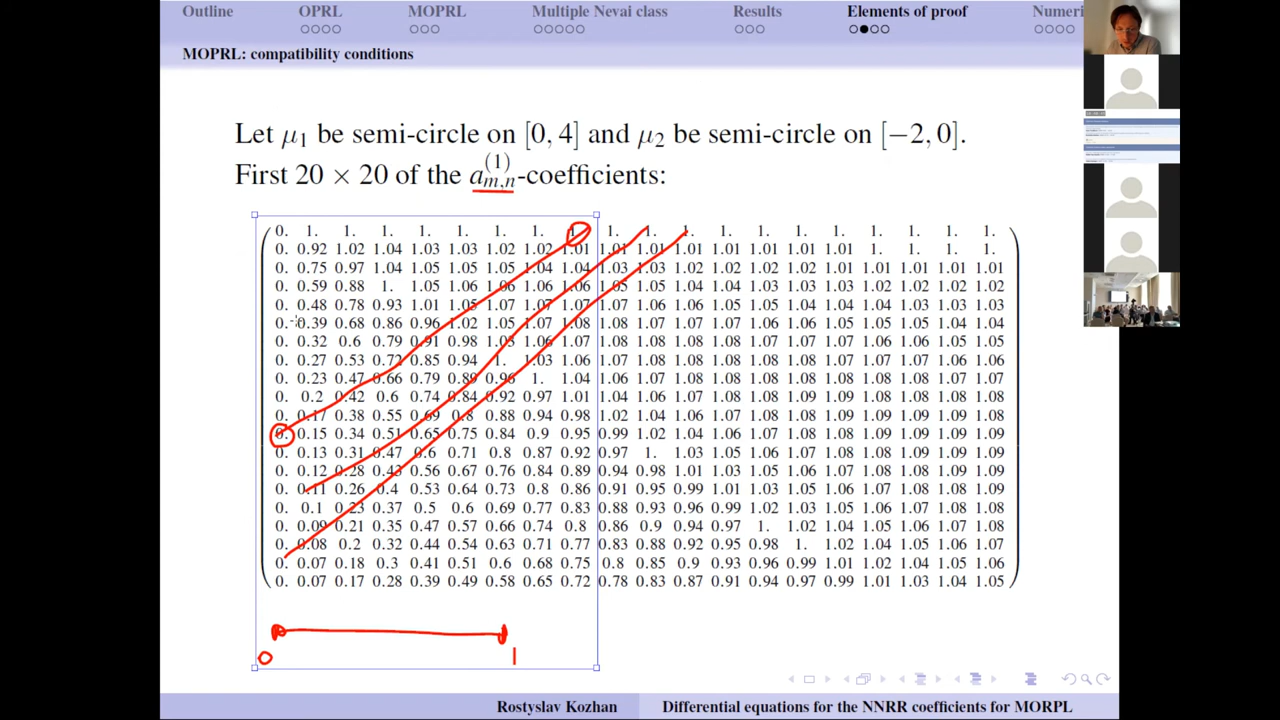 Outline OPRL MOPRL Multiple Nevai class Results Elements of proof Numeri
MOPRL: compatibility conditions
Let μ₁ be semi-circle on [0, 4] and μ₂ be semi-circle on [−2, 0].
First 20 × 20 of the a_{m,n}^{(1)}-coefficients:
0. 1. 1. 1. 1. 1. 1. 1. 1. 1. 1. 1. 1. 1. 1. 1. 1. 1. 1. 1.
0. 0.92 1.02 1.04 1.03 1.03 1.02 1.02 1.01 1.01 1.01 1.01 1.01 1.01 1.01 1.01 1. 1. 1. 1.
0. 0.75 0.97 1.04 1.05 1.05 1.05 1.04 1.04 1.03 1.03 1.02 1.02 1.02 1.02 1.01 1.01 1.01 1.01 1.01
0. 0.59 0.88 1. 1.05 1.06 1.06 1.06 1.06 1.05 1.05 1.04 1.04 1.03 1.03 1.03 1.02 1.02 1.02 1.02
0. 0.48 0.78 0.93 1.01 1.05 1.07 1.07 1.07 1.07 1.06 1.06 1.05 1.05 1.04 1.04 1.04 1.03 1.03 1.03
0. 0.39 0.68 0.86 0.96 1.02 1.05 1.07 1.08 1.08 1.07 1.07 1.07 1.06 1.06 1.05 1.05 1.05 1.04 1.04
0. 0.32 0.6 0.79 0.91 0.98 1.03 1.06 1.07 1.08 1.08 1.08 1.08 1.07 1.07 1.07 1.06 1.06 1.05 1.05
0. 0.27 0.53 0.72 0.85 0.94 1. 1.03 1.06 1.07 1.08 1.08 1.08 1.08 1.08 1.07 1.07 1.07 1.06 1.06
0. 0.23 0.47 0.66 0.79 0.89 0.96 1. 1.04 1.06 1.07 1.08 1.08 1.08 1.08 1.08 1.08 1.08 1.07 1.07
0. 0.2 0.42 0.6 0.74 0.84 0.92 0.97 1.01 1.04 1.06 1.07 1.08 1.08 1.08 1.08 1.08 1.08 1.08 1.08
0. 0.17 0.38 0.55 0.69 0.8 0.88 0.94 0.98 1.02 1.04 1.06 1.07 1.08 1.08 1.09 1.09 1.08 1.08 1.08
0. 0.15 0.34 0.51 0.65 0.75 0.84 0.9 0.95 0.99 1.02 1.04 1.06 1.07 1.08 1.08 1.09 1.09 1.09 1.09
0. 0.13 0.31 0.47 0.6 0.71 0.8 0.87 0.92 0.97 1. 1.03 1.05 1.06 1.07 1.08 1.08 1.08 1.09 1.09
0. 0.12 0.28 0.43 0.56 0.67 0.76 0.84 0.89 0.94 0.98 1.01 1.03 1.05 1.06 1.07 1.08 1.08 1.08 1.09
0. 0.11 0.26 0.4 0.53 0.64 0.73 0.8 0.86 0.91 0.95 0.99 1.01 1.03 1.05 1.06 1.07 1.08 1.08 1.09
0. 0.1 0.23 0.37 0.5 0.6 0.69 0.77 0.83 0.88 0.93 0.96 0.99 1.02 1.03 1.05 1.06 1.07 1.08 1.08
0. 0.09 0.21 0.35 0.47 0.57 0.66 0.74 0.8 0.86 0.9 0.94 0.97 1. 1.02 1.04 1.05 1.06 1.07 1.08
0. 0.08 0.2 0.32 0.44 0.54 0.63 0.71 0.77 0.83 0.88 0.92 0.95 0.98 1. 1.02 1.04 1.05 1.06 1.07
0. 0.07 0.18 0.3 0.41 0.51 0.6 0.68 0.75 0.8 0.85 0.9 0.93 0.96 0.99 1.01 1.02 1.04 1.05 1.06
0. 0.07 0.17 0.28 0.39 0.49 0.58 0.65 0.72 0.78 0.83 0.87 0.91 0.94 0.97 0.99 1.01 1.03 1.04 1.05
0 1
Rostyslav Kozhan Differential equations for the NNRR coefficients for MORPL